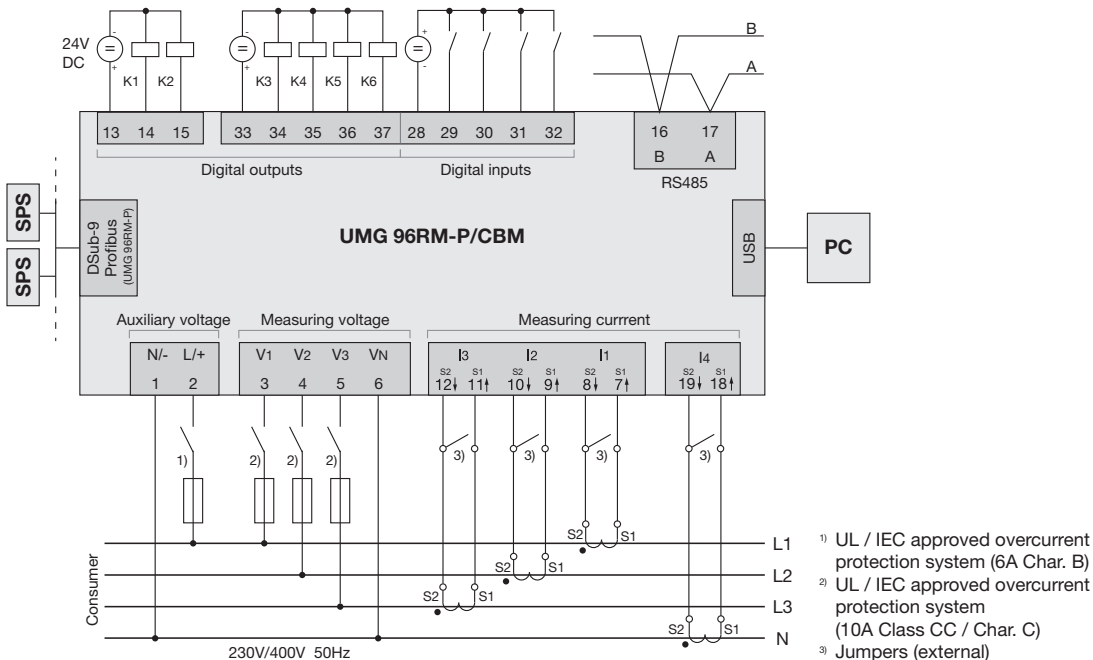 24V
DC
-
=
+
K1 K2
-
=
+
K3 K4 K5 K6
+
=
-
B
A
13 14 15
33 34 35 36 37 28 29 30 31 32
16 17
B A
Digital outputs
Digital inputs
RS485
SPS
SPS
DSub-9
Profibus
(UMG 96RM-P)
UMG 96RM-P/CBM
USB
PC
Auxiliary voltage Measuring voltage Measuring currrent
N/- L/+ V1 V2 V3 VN I3 I2 I1 I4
S2 S1 S2 S1 S2 S1 S2 S1
1 2 3 4 5 6 12 11 10 9 8 7 19 18
1) 2) 2) 2) 3) 3) 3) 3)
S2 S1
L1
S2 S1
L2
S2 S1
L3
S2 S1
N
Consumer
230V/400V 50Hz
1) UL / IEC approved overcurrent
protection system (6A Char. B)
2) UL / IEC approved overcurrent
protection system
(10A Class CC / Char. C)
3) Jumpers (external)